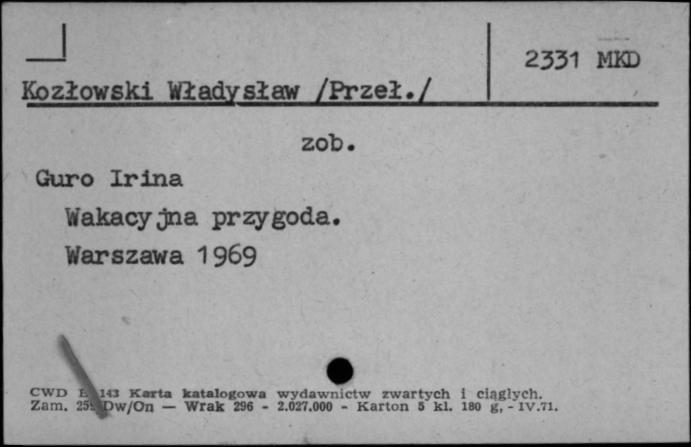 2331 MKD
Kozłowski Władysław /Przeł./
zob.
Guro Irina
Wakacyjna przygoda.
Warszawa 1969
CWD 143 Karta katalogowa wydawnictw zwartych i ciągłych.
Zam. Dw/On — Wrak 296 - 2.027.000 - Karton 5 kl. 180 g, - IV.71.